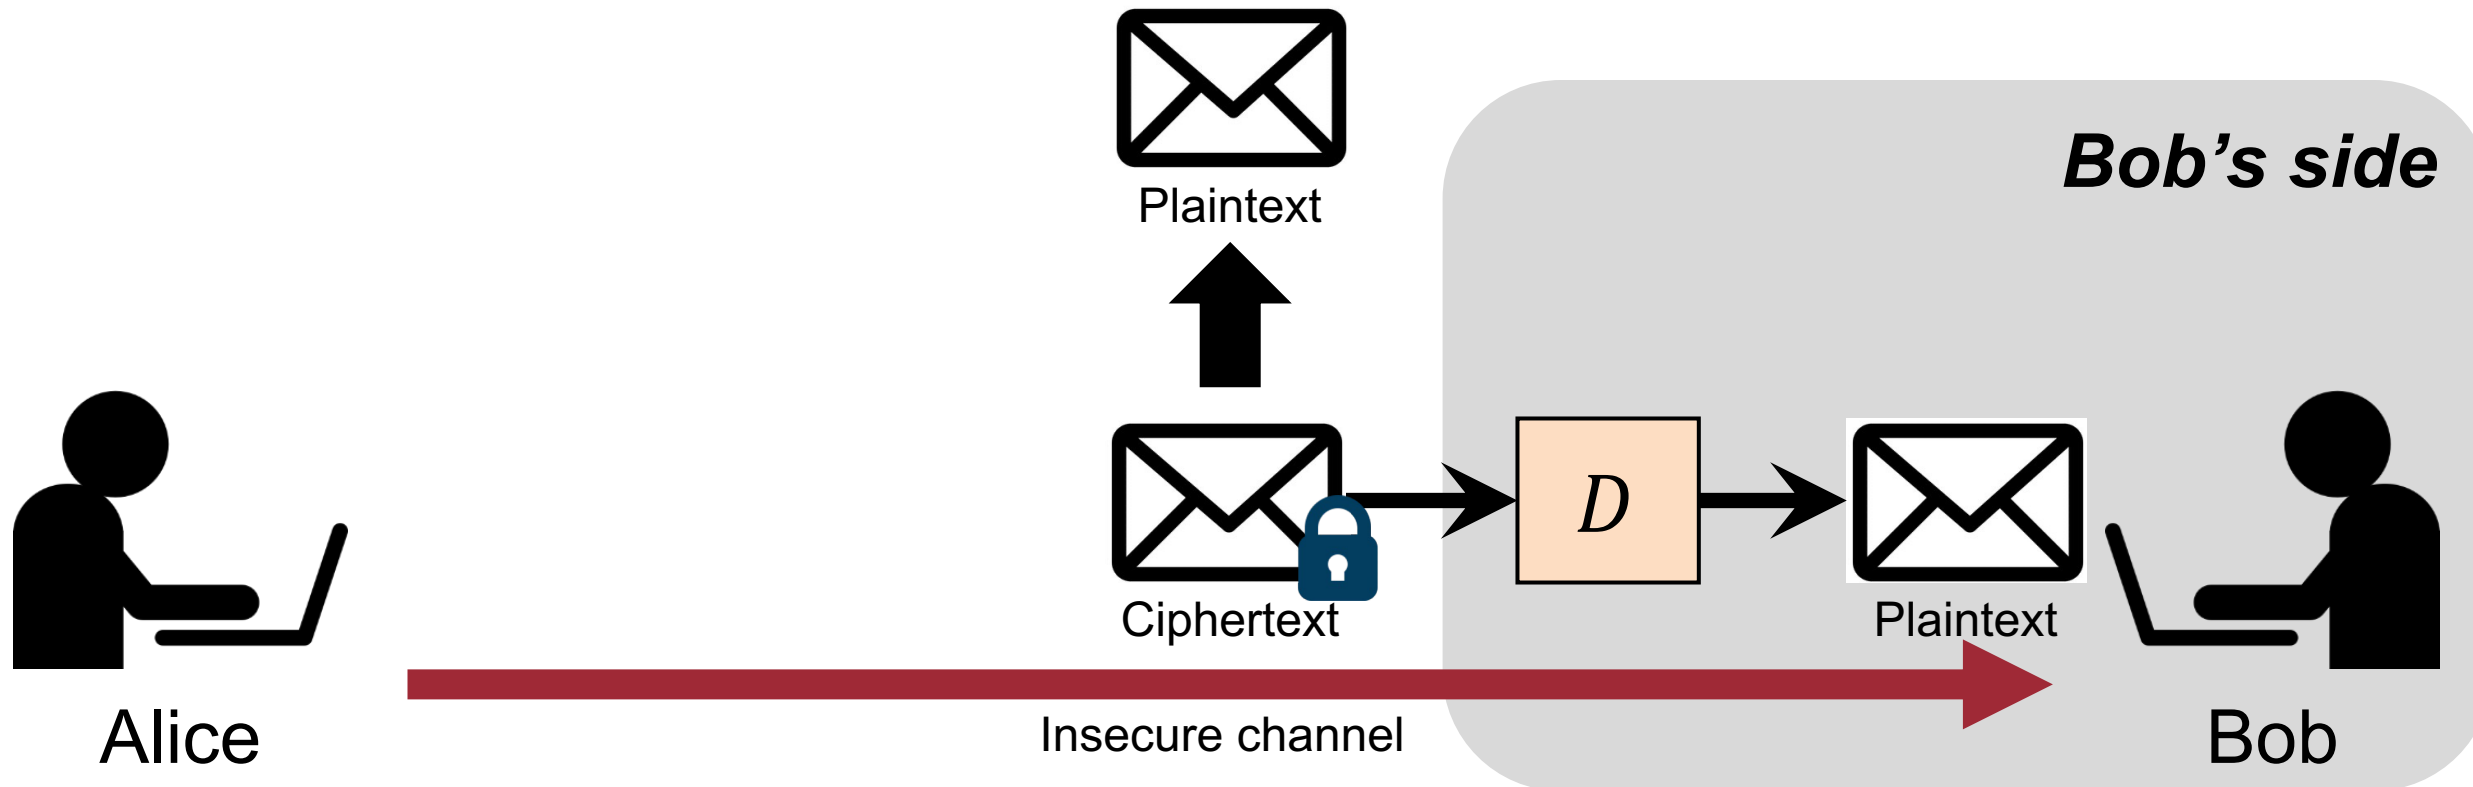 Plaintext
Bob’s side
D
Ciphertext
Plaintext
Insecure channel
Alice
Bob